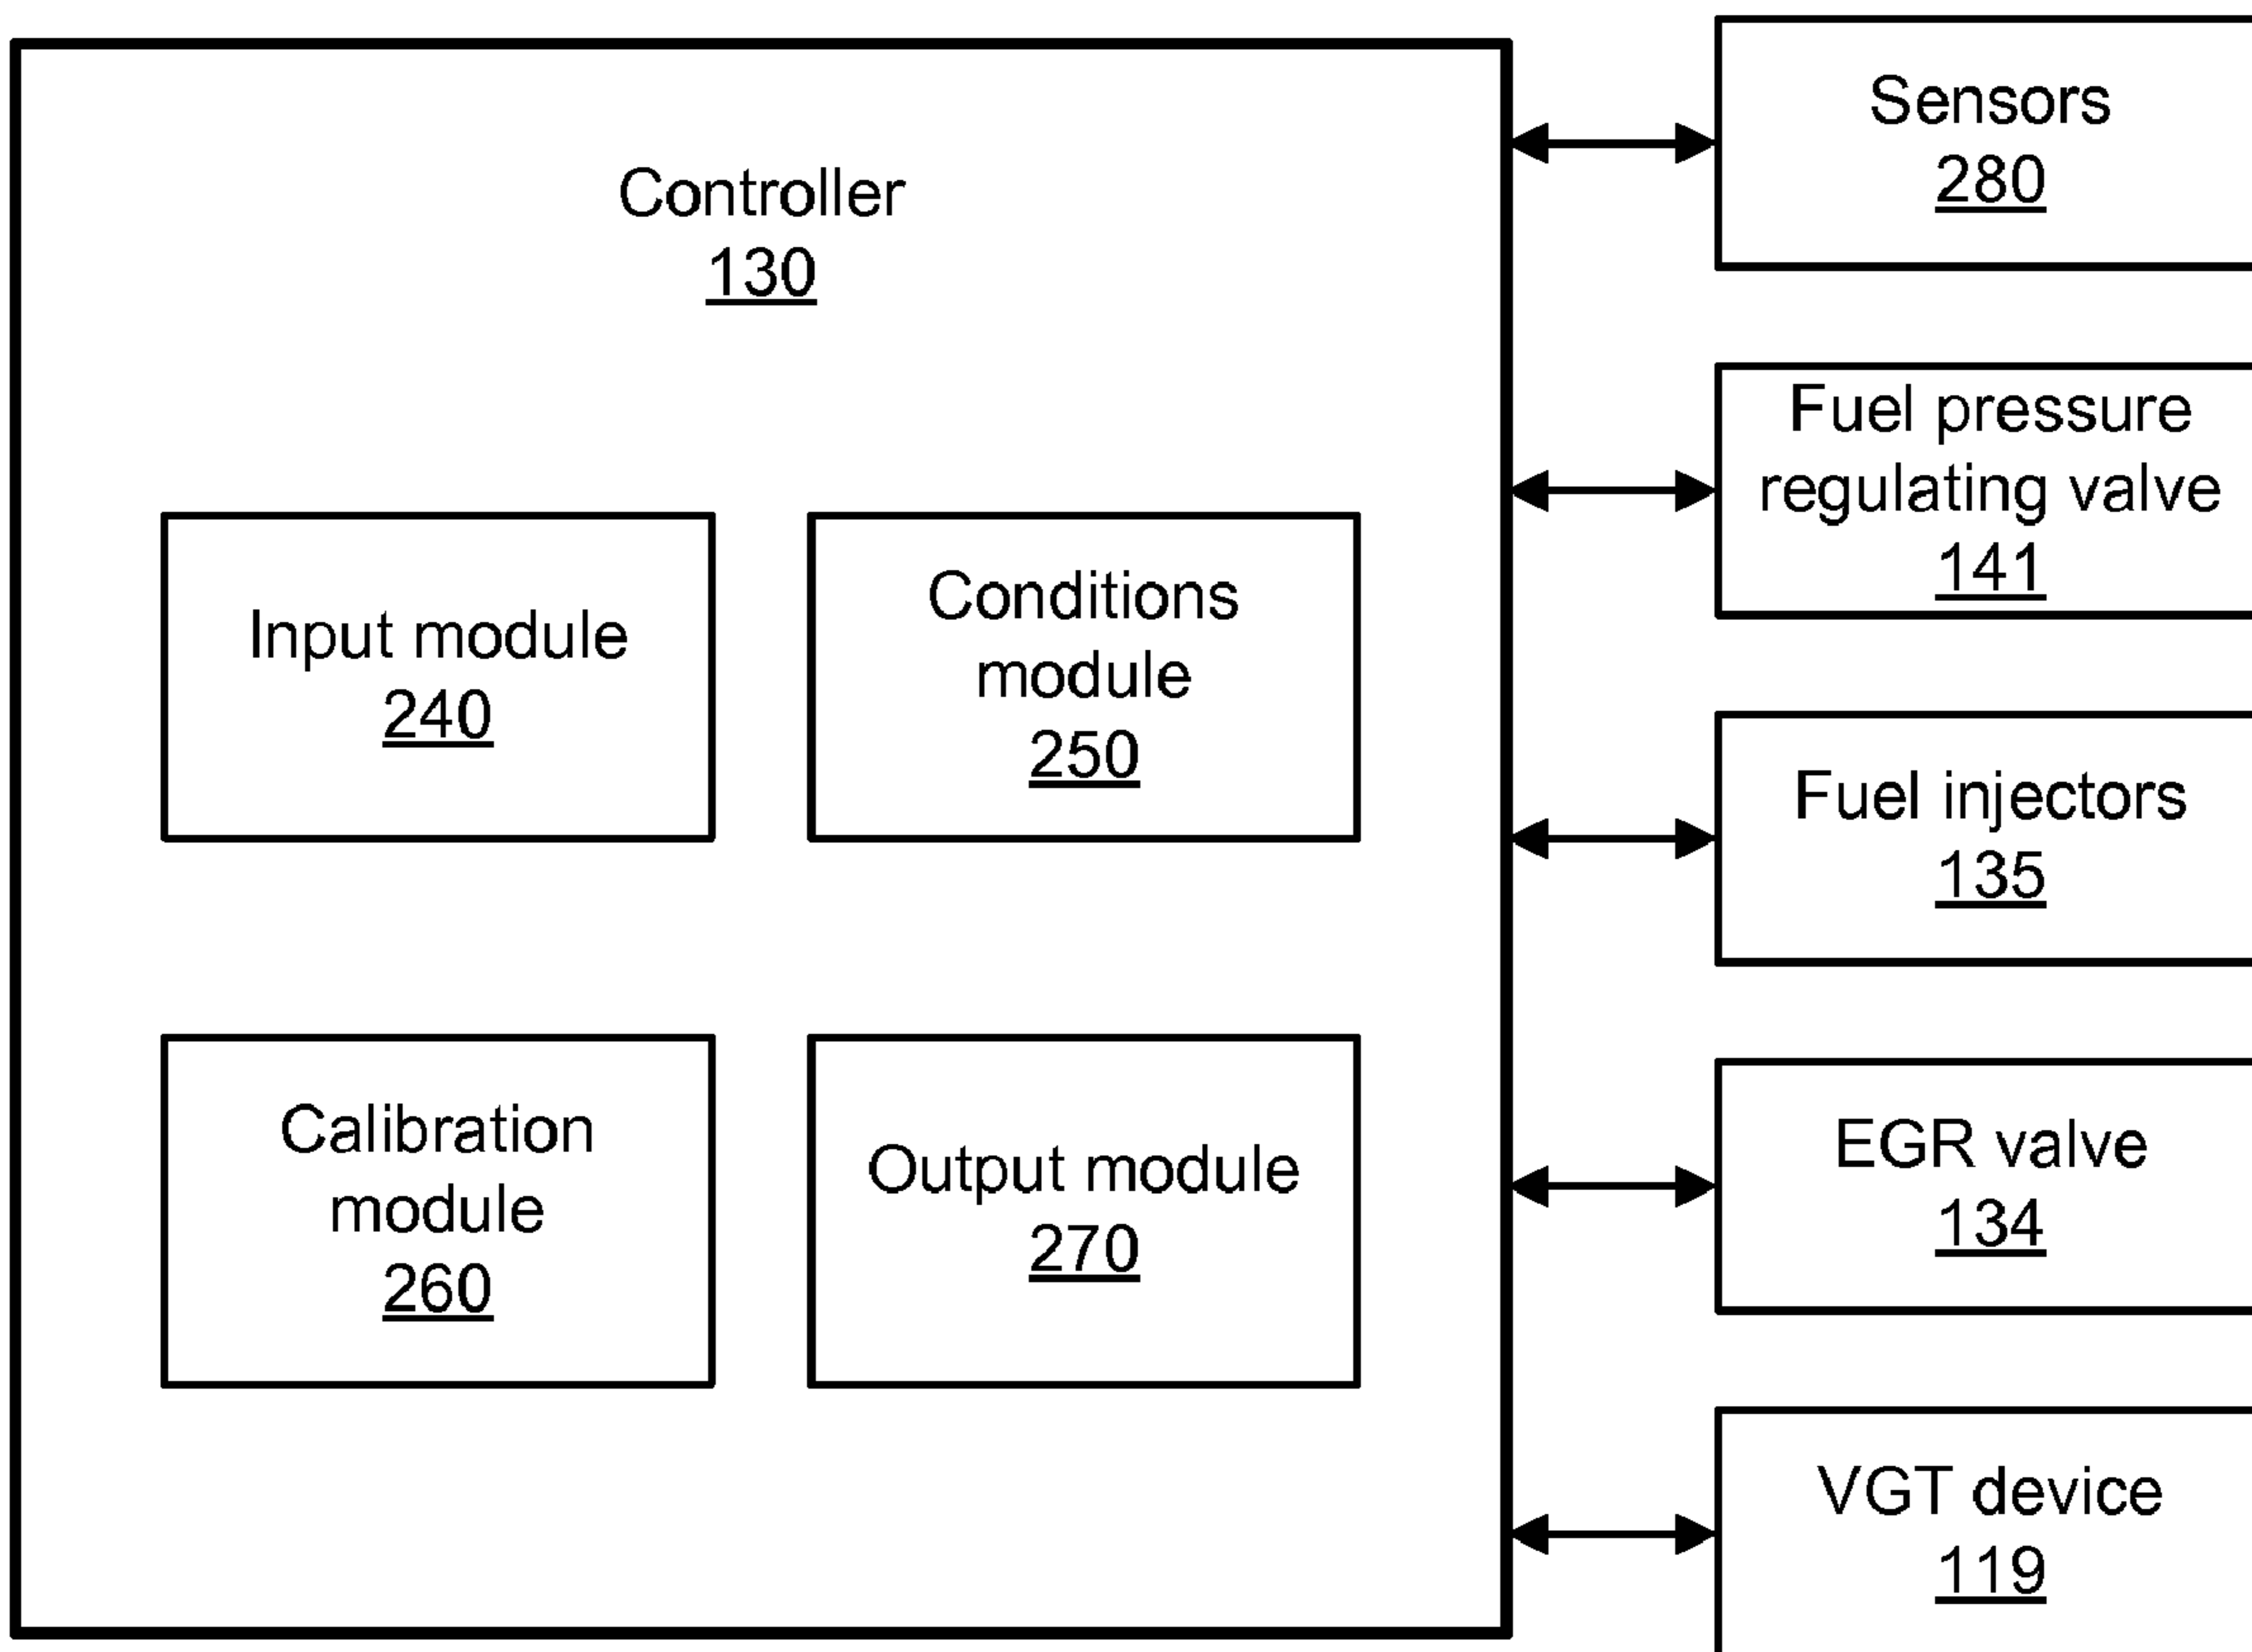 Controller
130
Input module
240
Conditions
module
250
Calibration
module
260
Output module
270
Sensors
280
Fuel pressure
regulating valve
141
Fuel injectors
135
EGR valve
134
VGT device
119